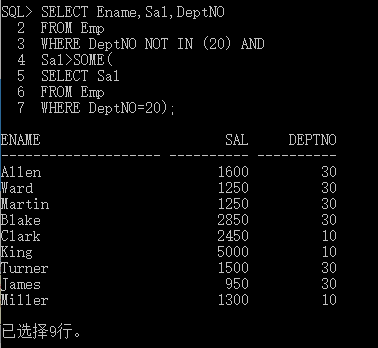 SQL> SELECT Ename,Sal,DeptNO
2 FROM Emp
3 WHERE DeptNO NOT IN (20) AND
4 Sal>SOME(
5 SELECT Sal
6 FROM Emp
7 WHERE DeptNO=20);
ENAME SAL DEPTNO
-------------------- ---------- ----------
Allen 1600 30
Ward 1250 30
Martin 1250 30
Blake 2850 30
Clark 2450 10
King 5000 10
Turner 1500 30
James 950 30
Miller 1300 10
已选择9行。